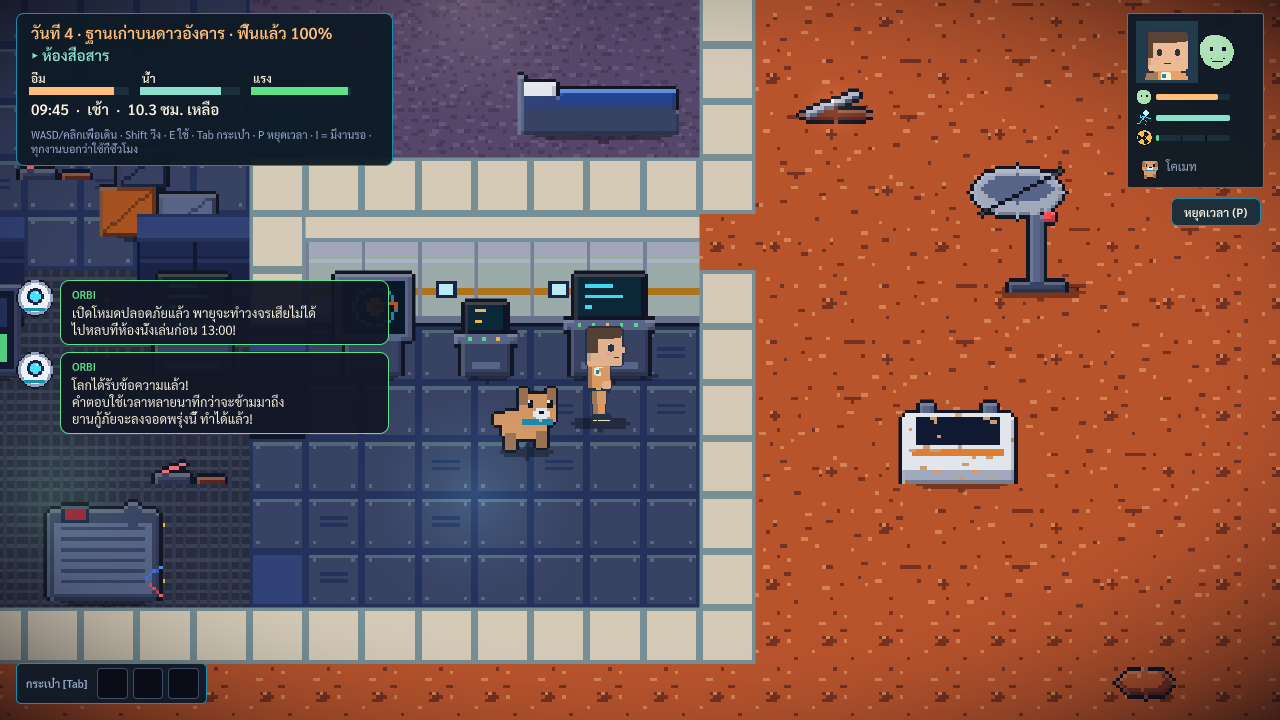 วันที่ 4 · ฐานเก่าบนดาวอังคาร · ฟื้นแล้ว 100%
▸ ห้องสื่อสาร
อิ่ม น้ำ แรง
09:45 · เช้า · 10.3 ชม. เหลือ
WASD/คลิกเพื่อเดิน · Shift วิ่ง · E ใช้ · Tab กระเป๋า · P หยุดเวลา · ! = มีงานรอ ·
ทุกงานบอกว่าใช้กี่ชั่วโมง
โคเมท
หยุดเวลา (P)
ORBI
เปิดโหมดปลอดภัยแล้ว พายุจะทำวงจรเสียไม่ได้
ไปหลบที่ห้องนั่งเล่นก่อน 13:00!
ORBI
โลกได้รับข้อความแล้ว!
คำตอบใช้เวลาหลายนาทีกว่าจะข้ามมาถึง
ยานกู้ภัยจะลงจอดพรุ่งนี้ ทำได้แล้ว!
กระเป๋า [Tab]